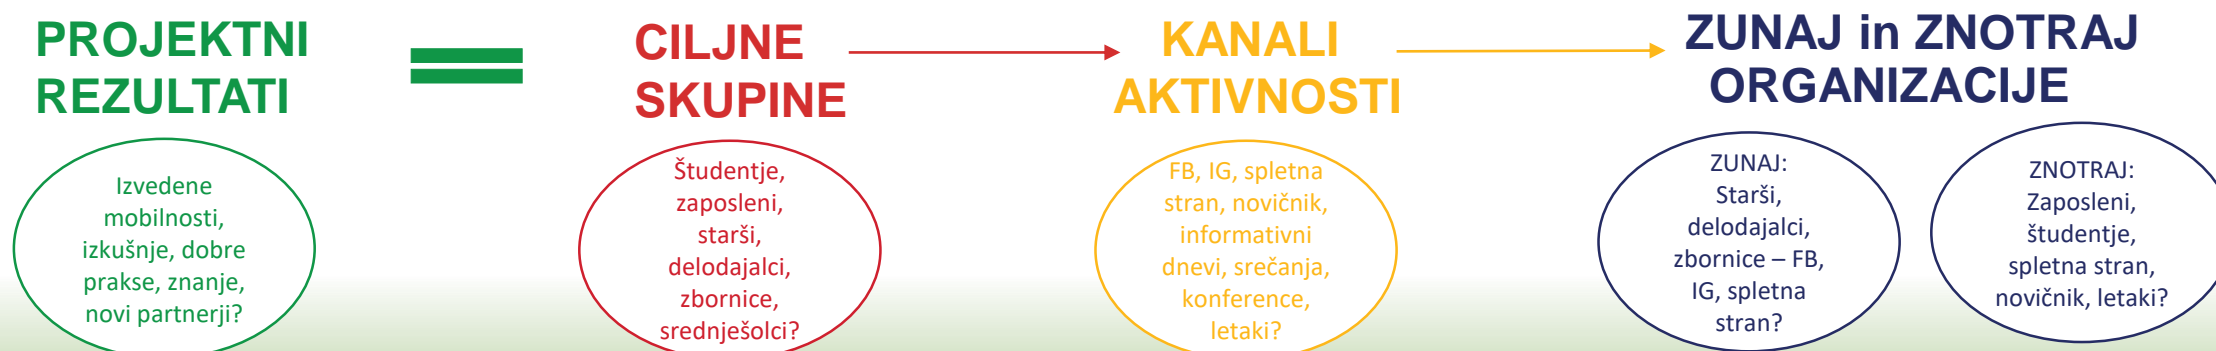 PROJEKTNI
REZULTATI
CILJNE
SKUPINE
KANALI
AKTIVNOSTI
ZUNAJ in ZNOTRAJ
ORGANIZACIJE
Izvedene
mobilnosti,
izkušnje, dobre
prakse, znanje,
novi partnerji?
Študentje,
zaposleni,
starši,
delodajalci,
zbornice,
srednješolci?
FB, IG, spletna
stran, novičnik,
informativni
dnevi, srečanja,
konference,
letaki?
ZUNAJ:
Starši,
delodajalci,
zbornice – FB,
IG, spletna
stran?
ZNOTRAJ:
Zaposleni,
študentje,
spletna stran,
novičnik, letaki?